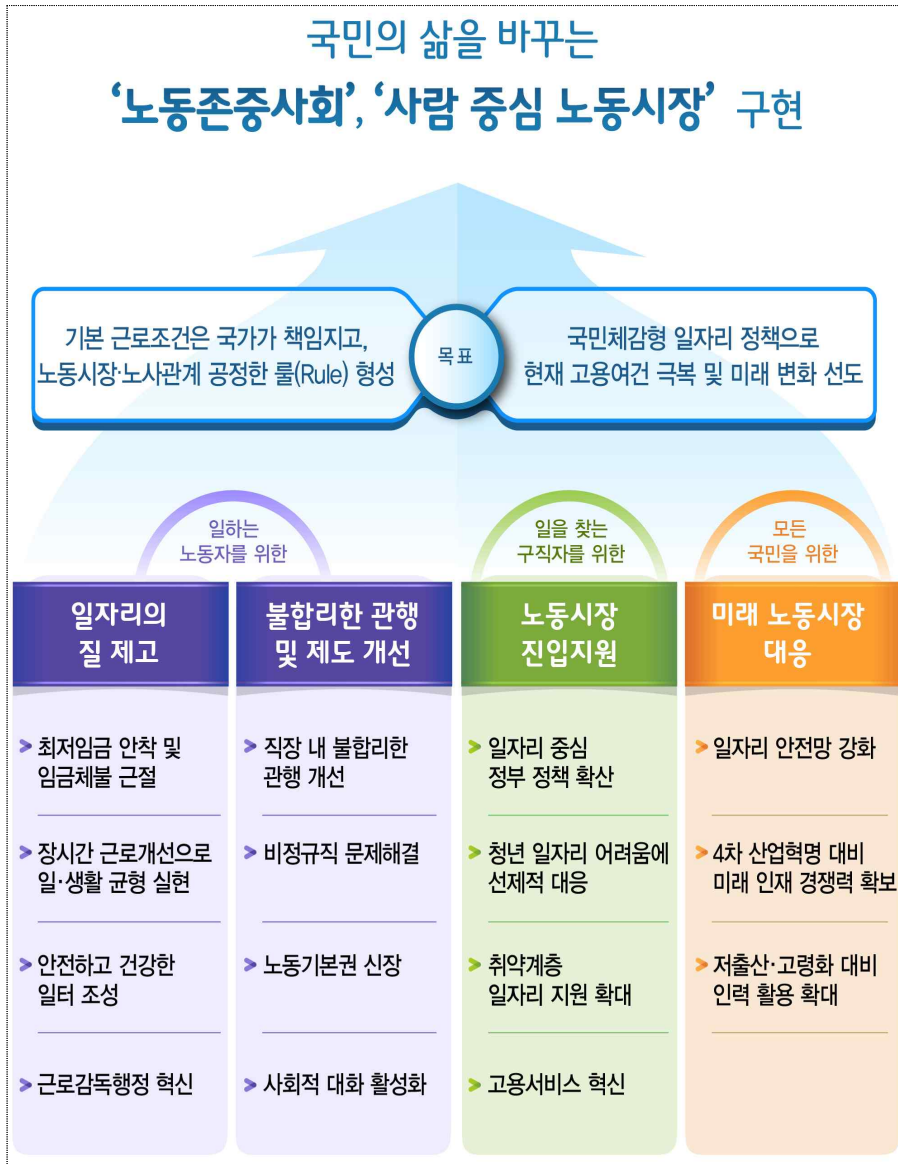 국민의 삶을 바꾸는
‘노동존중사회’, ‘사람 중심 노동시장’ 구현
기본 근로조건은 국가가 책임지고,
노동시장·노사관계 공정한 룰(Rule) 형성
목표
국민체감형 일자리 정책으로
현재 고용여건 극복 및 미래 변화 선도
일하는
노동자를 위한
일자리의
질 제고
최저임금 안착 및
임금체불 근절
장시간 근로개선으로
일·생활 균형 실현
안전하고 건강한
일터 조성
근로감독행정 혁신
불합리한 관행
및 제도 개선
직장 내 불합리한
관행 개선
비정규직 문제해결
노동기본권 신장
사회적 대화 활성화
일을 찾는
구직자를 위한
노동시장
진입지원
일자리 중심
정부 정책 확산
청년 일자리 어려움에
선제적 대응
취약계층
일자리 지원 확대
고용서비스 혁신
모든
국민을 위한
미래 노동시장
대응
일자리 안전망 강화
4차 산업혁명 대비
미래 인재 경쟁력 확보
저출산·고령화 대비
인력 활용 확대